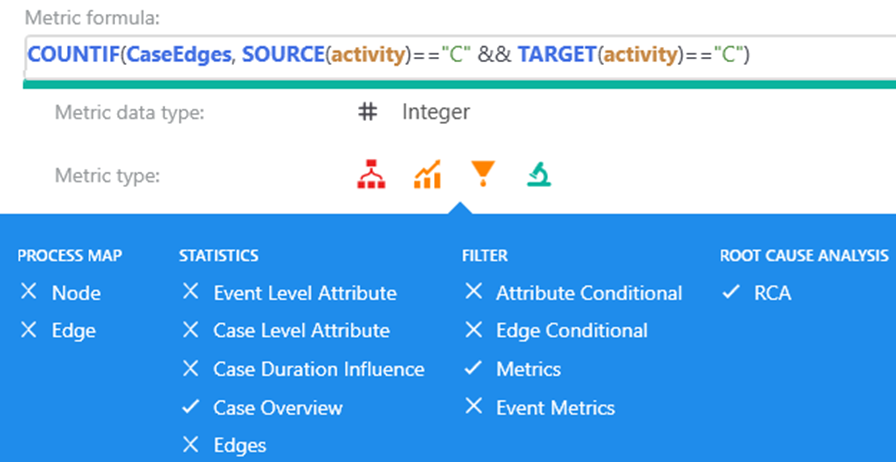 Metric formula:
COUNTIF(CaseEdges, SOURCE(activity)=="C" && TARGET(activity)=="C")
Metric data type: # Integer
Metric type:
PROCESS MAP STATISTICS FILTER ROOT CAUSE ANALYSIS
Node Event Level Attribute Attribute Conditional RCA
Edge Case Level Attribute Edge Conditional
Case Duration Influence Metrics
Case Overview Event Metrics
Edges